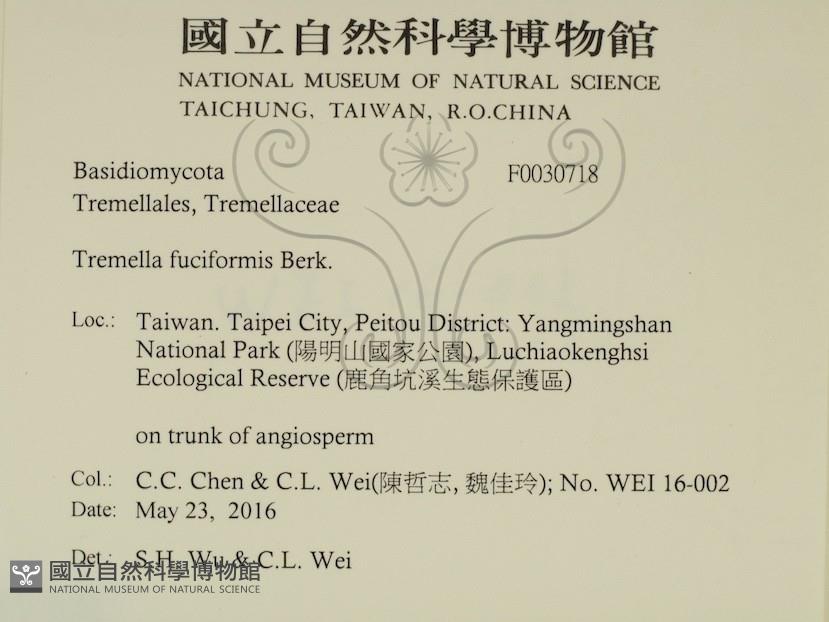 國立自然科學博物館
NATIONAL MUSEUM OF NATURAL SCIENCE
TAICHUNG, TAIWAN, R.O.CHINA
Basidiomycota F0030718
Tremellales, Tremellaceae
Tremella fuciformis Berk.
Loc.: Taiwan. Taipei City, Peitou District: Yangmingshan
National Park (陽明山國家公園), Luchiaokenghsi
Ecological Reserve (鹿角坑溪生態保護區)
on trunk of angiosperm
Col.: C.C. Chen & C.L. Wei(陳哲志, 魏佳玲); No. WEI 16-002
Date: May 23, 2016
Det.: S.H. Wu & C.L. Wei
國立自然科學博物館
NATIONAL MUSEUM OF NATURAL SCIENCE